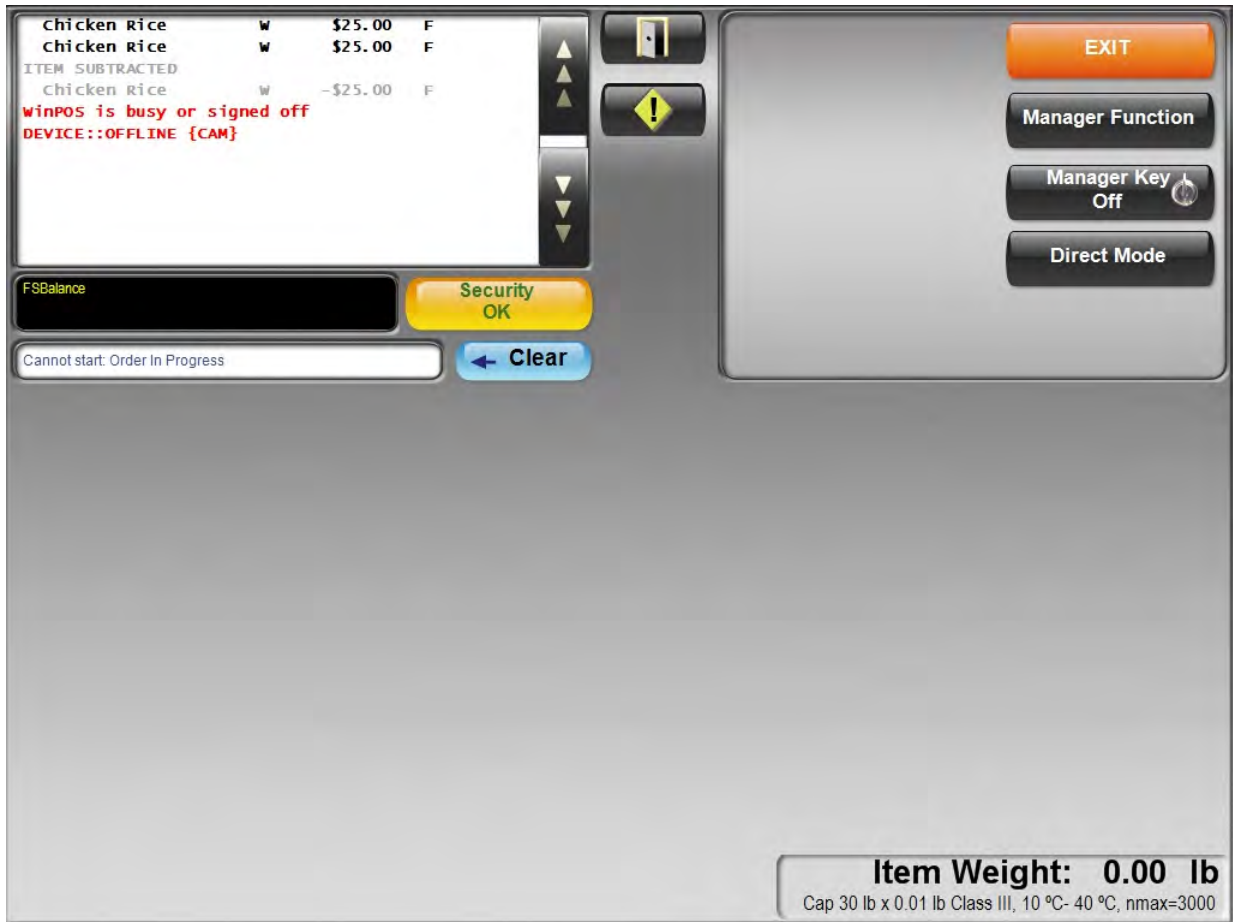 Chicken Rice W $25.00 F
Chicken Rice W $25.00 F
ITEM SUBTRACTED
Chicken Rice W -$25.00 F
WinPOS is busy or signed off
DEVICE::OFFLINE {CAM}
FSBalance
Security
OK
Cannot start: Order In Progress
Clear
EXIT
Manager Function
Manager Key
Off
Direct Mode
Item Weight: 0.00 lb
Cap 30 lb x 0.01 lb Class III, 10 ºC- 40 ºC, nmax=3000